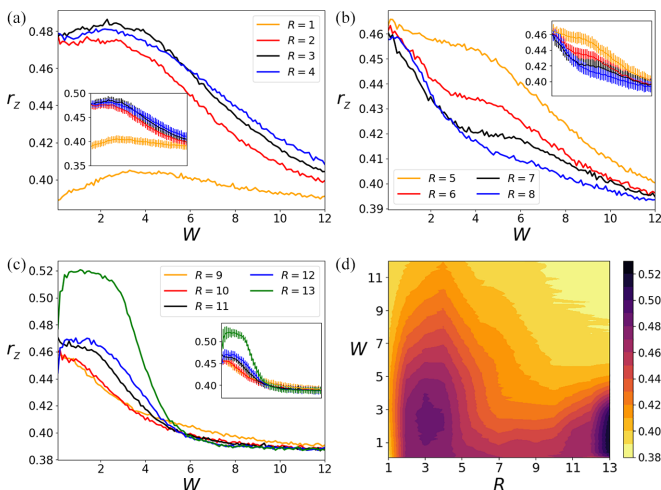 (a)
r_z
0.48
0.46
0.44
0.42
0.40
R = 1
R = 2
R = 3
R = 4
0.50
0.45
0.40
0.35
0 2 4 6 8 10 12
W
(b)
r_z
0.46
0.45
0.44
0.43
0.42
0.41
0.40
0.39
0.46
0.44
0.42
0.40
R = 5 R = 7
R = 6 R = 8
0 2 4 6 8 10 12
W
(c)
r_z
0.52
0.50
0.48
0.46
0.44
0.42
0.40
0.38
R = 9 R = 12
R = 10 R = 13
R = 11
0.50
0.45
0.40
0 2 4 6 8 10 12
W
(d)
W
11
9
7
5
3
1
1 3 5 7 9 11 13
R
0.52
0.50
0.48
0.46
0.44
0.42
0.40
0.38